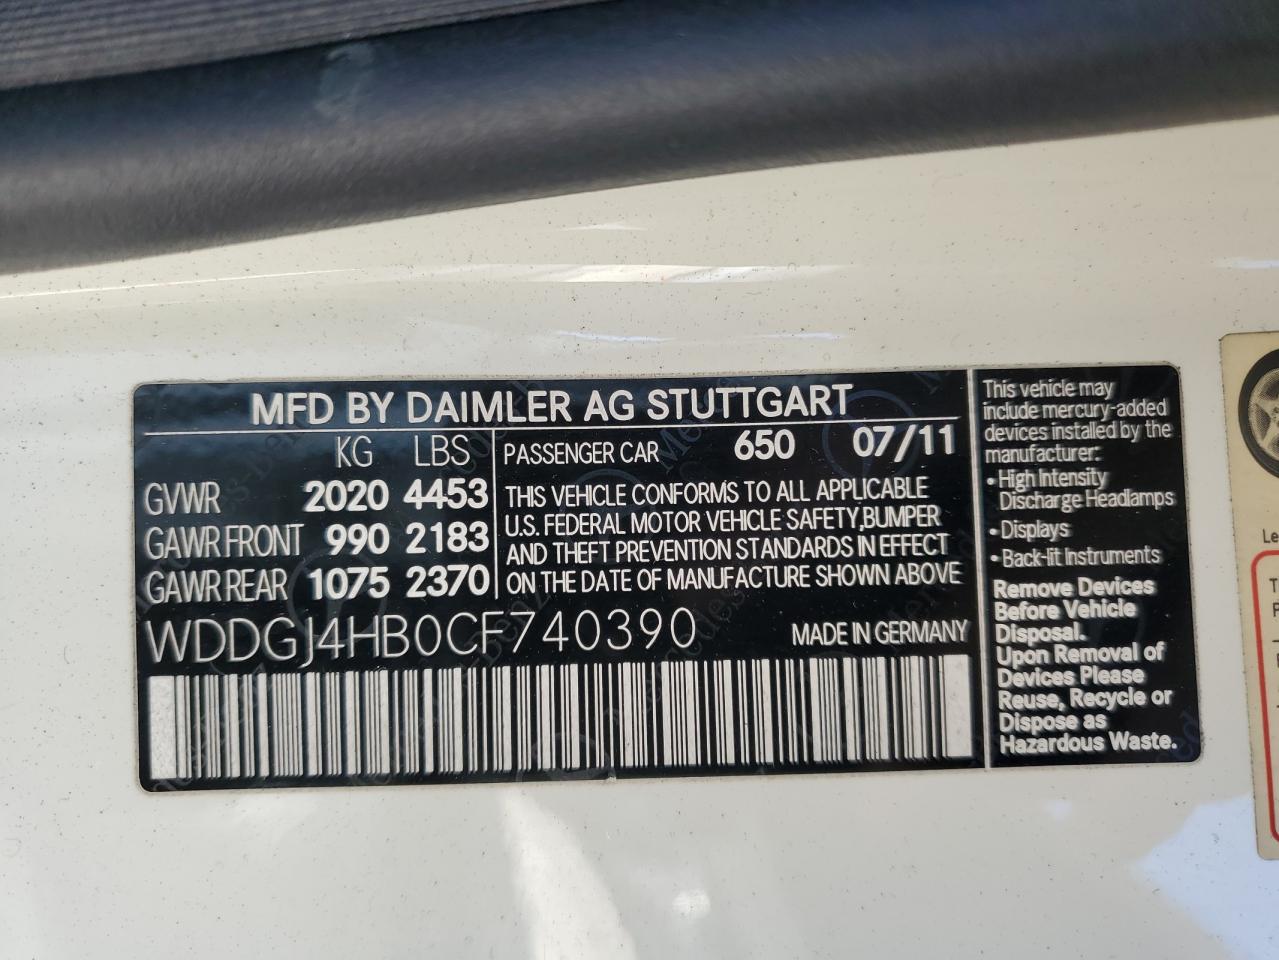 MFD BY DAIMLER AG STUTTGART
KG LBS
GVWR 2020 4453
GAWR FRONT 990 2183
GAWR REAR 1075 2370
PASSENGER CAR 650 07/11
THIS VEHICLE CONFORMS TO ALL APPLICABLE
U.S. FEDERAL MOTOR VEHICLE SAFETY,BUMPER
AND THEFT PREVENTION STANDARDS IN EFFECT
ON THE DATE OF MANUFACTURE SHOWN ABOVE
WDDGJ4HB0CF740390 MADE IN GERMANY
This vehicle may
include mercury-added
devices installed by the
manufacturer:
• High Intensity
Discharge Headlamps
• Displays
• Back-lit Instruments
Remove Devices
Before Vehicle
Disposal.
Upon Removal of
Devices Please
Reuse, Recycle or
Dispose as
Hazardous Waste.
Le